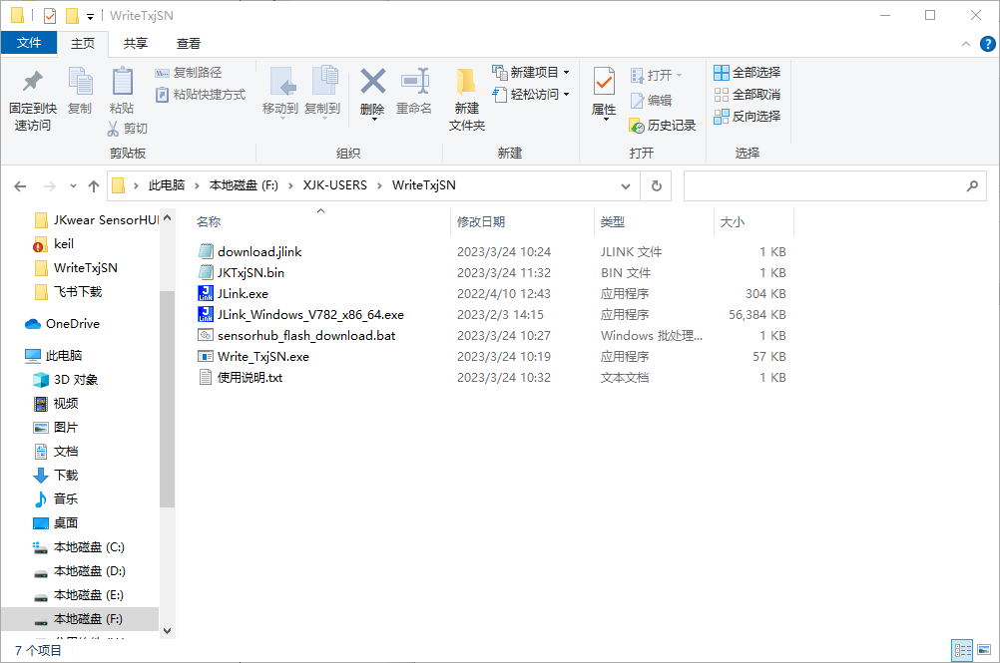 WriteTxjSN
文件 主页 共享 查看
固定到快速访问
复制
粘贴
复制路径
粘贴快捷方式
剪切
剪贴板
移动到 复制到 删除 重命名
组织
新建文件夹
新建项目
轻松访问
新建
属性
打开
编辑
历史记录
打开
全部选择
全部取消
反向选择
选择
此电脑 › 本地磁盘 (F:) › XJK-USERS › WriteTxjSN
名称 修改日期 类型 大小
download.jlink 2023/3/24 10:24 JLINK 文件 1 KB
JKTxjSN.bin 2023/3/24 11:32 BIN 文件 1 KB
JLink.exe 2022/4/10 12:43 应用程序 304 KB
JLink_Windows_V782_x86_64.exe 2023/2/3 14:15 应用程序 56,384 KB
sensorhub_flash_download.bat 2023/3/24 10:27 Windows 批处理... 1 KB
Write_TxjSN.exe 2023/3/24 10:19 应用程序 57 KB
使用说明.txt 2023/3/24 10:32 文本文档 1 KB
JKwear SensorHU
keil
WriteTxjSN
飞书下载
OneDrive
此电脑
3D 对象
视频
图片
文档
下载
音乐
桌面
本地磁盘 (C:)
本地磁盘 (D:)
本地磁盘 (E:)
本地磁盘 (F:)
7 个项目